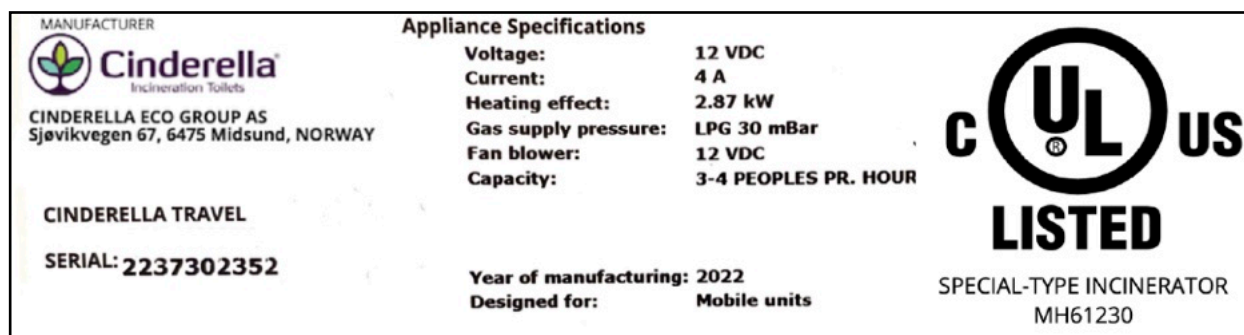 MANUFACTURER
Cinderella
Incineration Toilets
CINDERELLA ECO GROUP AS
Sjøvikvegen 67, 6475 Midsund, NORWAY
CINDERELLA TRAVEL
SERIAL: 2237302352
Appliance Specifications
Voltage: 12 VDC
Current: 4 A
Heating effect: 2.87 kW
Gas supply pressure: LPG 30 mBar
Fan blower: 12 VDC
Capacity: 3-4 PEOPLES PR. HOUR
Year of manufacturing: 2022
Designed for: Mobile units
C UL® US
LISTED
SPECIAL-TYPE INCINERATOR
MH61230